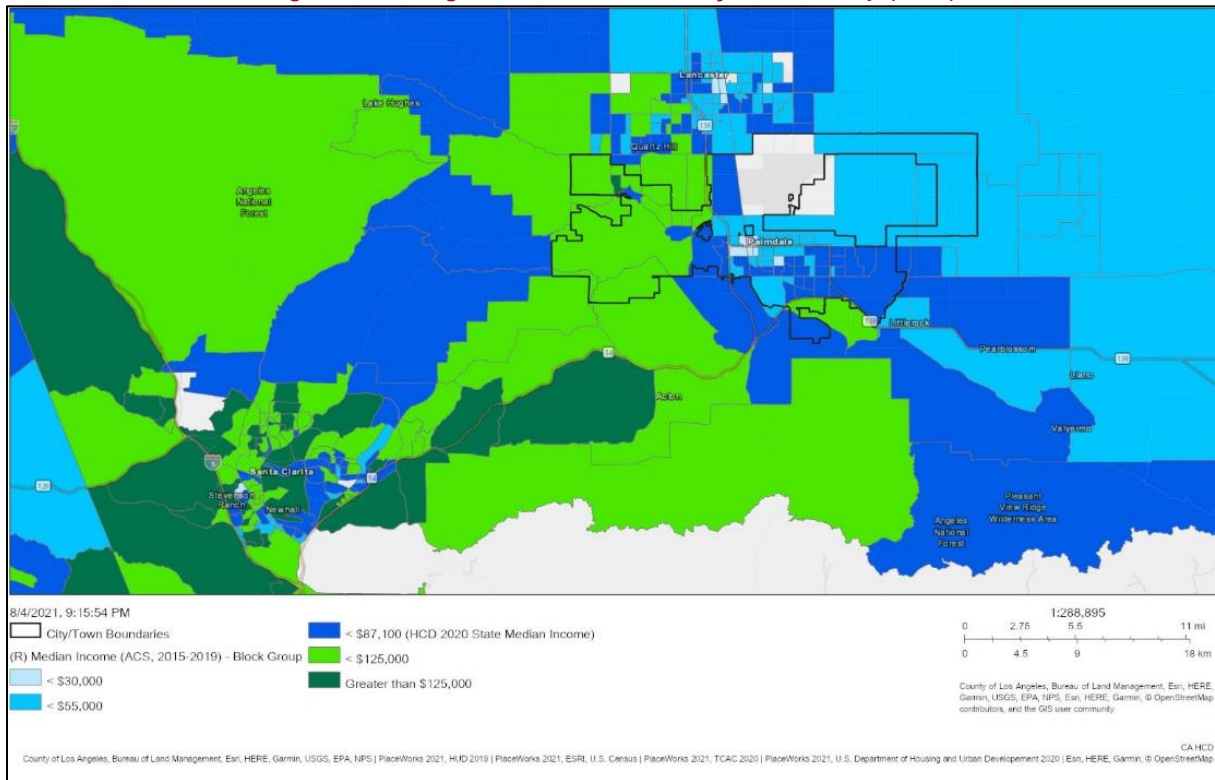 Lancaster
Lake Hughes
138
Quartz Hill
Angeles
National
Forest
Palmdale
138
Littlerock
Pearblossom
138
Llano
14
Acton
Valyermo
5
Santa Clarita
126
14
Stevenson
Ranch
Newhall
Pleasant
View Ridge
Wilderness Area
Angeles
National
Forest
8/4/2021, 9:15:54 PM
City/Town Boundaries
(R) Median Income (ACS, 2015-2019) - Block Group
< $30,000
< $55,000
< $87,100 (HCD 2020 State Median Income)
< $125,000
Greater than $125,000
1:288,895
0 2.75 5.5 11 mi
0 4.5 9 18 km
County of Los Angeles, Bureau of Land Management, Esri, HERE,
Garmin, USGS, EPA, NPS, Esri, HERE, Garmin, © OpenStreetMap
contributors, and the GIS user community
CA HCD
County of Los Angeles, Bureau of Land Management, Esri, HERE, Garmin, USGS, EPA, NPS | PlaceWorks 2021, HUD 2019 | PlaceWorks 2021, ESRI, U.S. Census | PlaceWorks 2021, TCAC 2020 | PlaceWorks 2021, U.S. Department of Housing and Urban Developement 2020 | Esri, HERE, Garmin, © OpenStreetMap